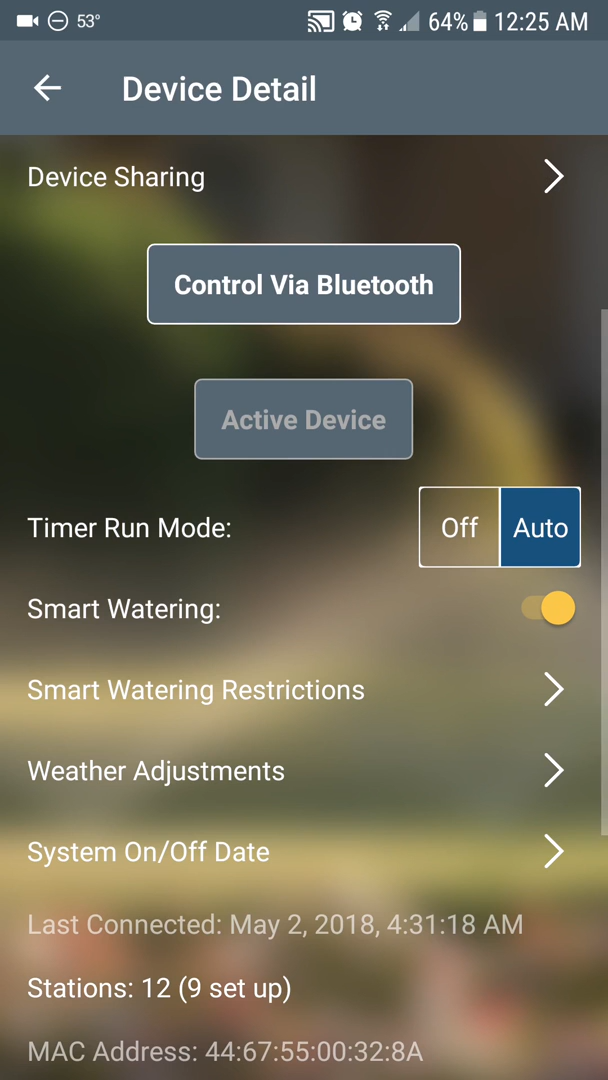 53°
64% 12:25 AM
Device Detail
Device Sharing
Control Via Bluetooth
Active Device
Timer Run Mode: Off Auto
Smart Watering:
Smart Watering Restrictions
Weather Adjustments
System On/Off Date
Last Connected: May 2, 2018, 4:31:18 AM
Stations: 12 (9 set up)
MAC Address: 44:67:55:00:32:8A